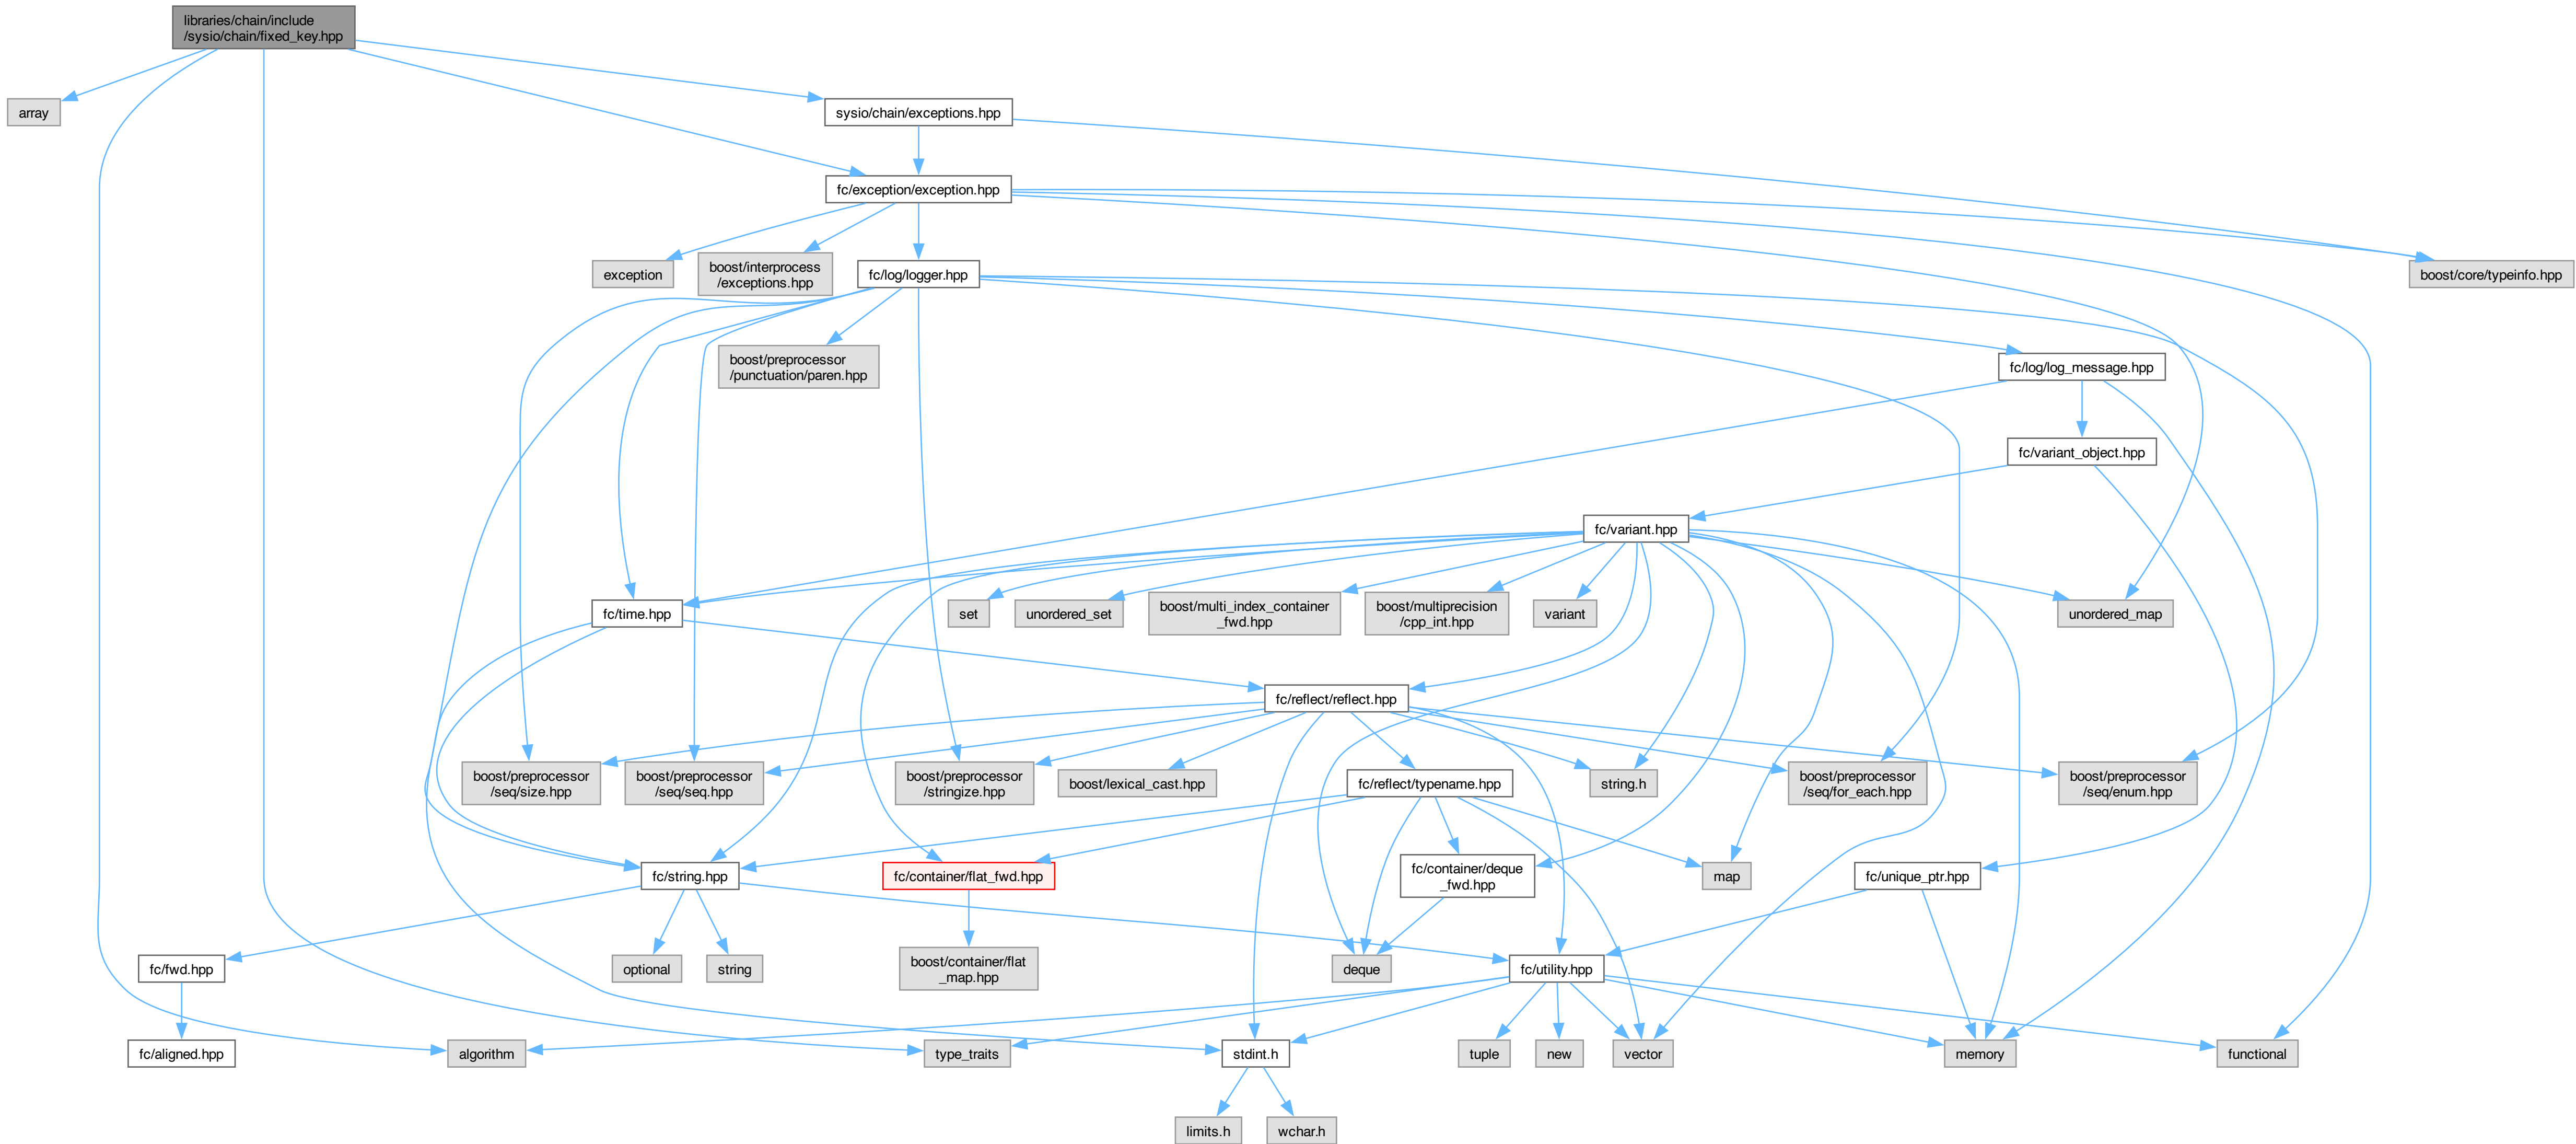 libraries/chain/include
/sysio/chain/fixed_key.hpp
array
sysio/chain/exceptions.hpp
fc/exception/exception.hpp
exception
boost/interprocess
/exceptions.hpp
fc/log/logger.hpp
boost/core/typeinfo.hpp
boost/preprocessor
/punctuation/paren.hpp
fc/log/log_message.hpp
fc/variant_object.hpp
fc/variant.hpp
fc/time.hpp
set
unordered_set
boost/multi_index_container
_fwd.hpp
boost/multiprecision
/cpp_int.hpp
variant
unordered_map
fc/reflect/reflect.hpp
boost/preprocessor
/seq/size.hpp
boost/preprocessor
/seq/seq.hpp
boost/preprocessor
/stringize.hpp
boost/lexical_cast.hpp
fc/reflect/typename.hpp
string.h
boost/preprocessor
/seq/for_each.hpp
boost/preprocessor
/seq/enum.hpp
fc/string.hpp
fc/container/flat_fwd.hpp
fc/container/deque
_fwd.hpp
map
fc/unique_ptr.hpp
fc/fwd.hpp
optional
string
boost/container/flat
_map.hpp
deque
fc/utility.hpp
fc/aligned.hpp
algorithm
type_traits
stdint.h
tuple
new
vector
memory
functional
limits.h
wchar.h